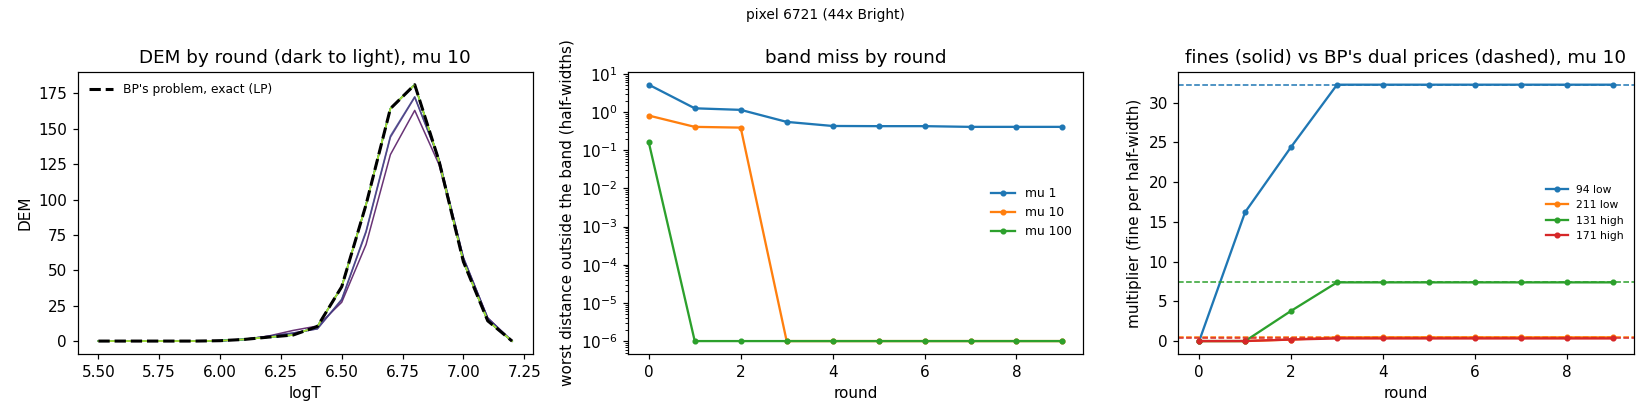 pixel 6721 (44x Bright)
DEM by round (dark to light), mu 10
DEM
175
150
125
100
75
50
25
0
BP's problem, exact (LP)
5.50 5.75 6.00 6.25 6.50 6.75 7.00 7.25
logT
band miss by round
worst distance outside the band (half-widths)
10^1
10^0
10^-1
10^-2
10^-3
10^-4
10^-5
10^-6
mu 1
mu 10
mu 100
0 2 4 6 8
round
fines (solid) vs BP's dual prices (dashed), mu 10
multiplier (fine per half-width)
30
25
20
15
10
5
0
94 low
211 low
131 high
171 high
0 2 4 6 8
round